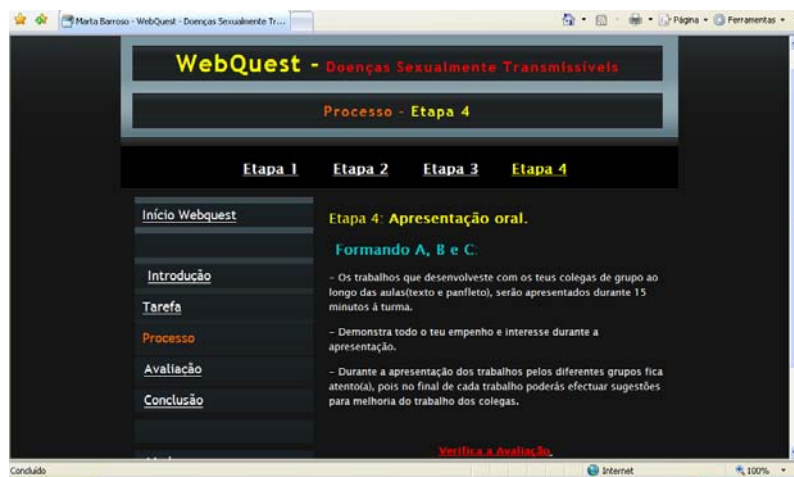 Marta Barroso - WebQuest - Doenças Sexualmente Tr...
Página
Ferramentas
WebQuest - Doenças Sexualmente Transmissíveis
Processo - Etapa 4
Etapa 1 Etapa 2 Etapa 3 Etapa 4
Início Webquest
Introdução
Tarefa
Processo
Avaliação
Conclusão
Etapa 4: Apresentação oral.
Formando A, B e C:
- Os trabalhos que desenvolveste com os teus colegas de grupo ao
longo das aulas(texto e panfleto), serão apresentados durante 15
minutos à turma.
- Demonstra todo o teu empenho e interesse durante a
apresentação.
- Durante a apresentação dos trabalhos pelos diferentes grupos fica
atento(a), pois no final de cada trabalho poderás efectuar sugestões
para melhoria do trabalho dos colegas.
Verifica a Avaliação.
Concluído
Internet
100%